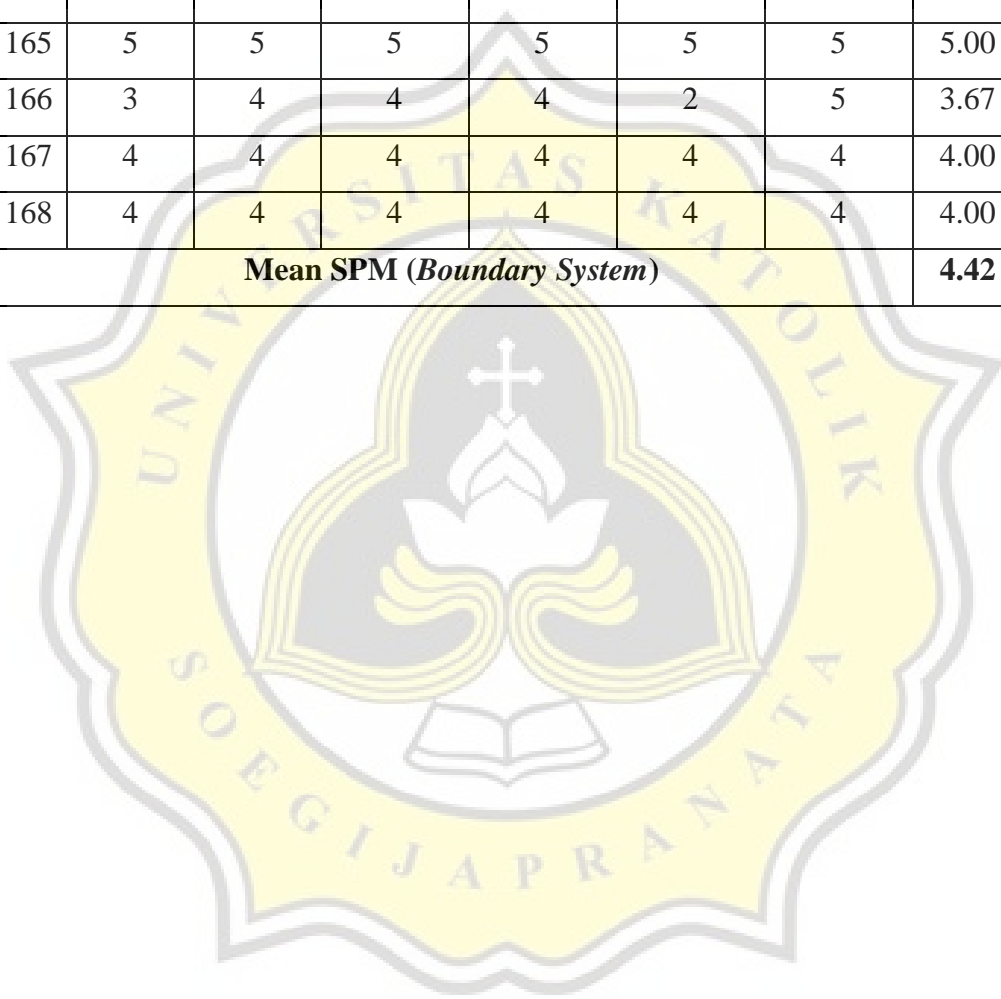 165 5 5 5 5 5 5 5.00
166 3 4 4 4 2 5 3.67
167 4 4 4 4 4 4 4.00
168 4 4 4 4 4 4 4.00
Mean SPM (Boundary System) 4.42
UNIVERSITAS KATOLIK
SOEGIJAPRANATA